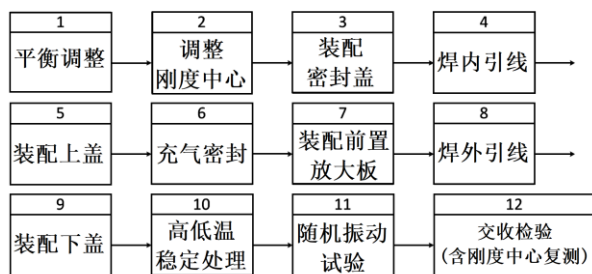 1
平衡调整
2
调整
刚度中心
3
装配
密封盖
4
焊内引线
5
装配上盖
6
充气密封
7
装配前置
放大板
8
焊外引线
9
装配下盖
10
高低温
稳定处理
11
随机振动
试验
12
交收检验
(含刚度中心复测)